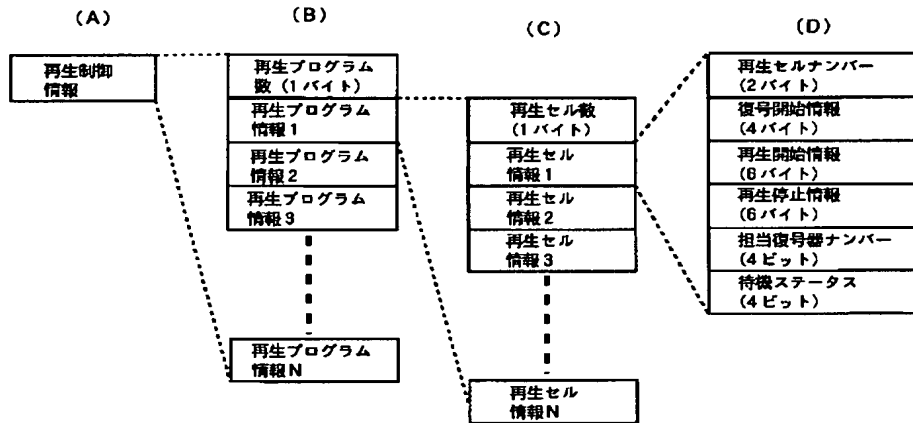 (A)
(B)
(C)
(D)
再生制御
情報
再生プログラム
数(1バイト)
再生プログラム
情報1
再生プログラム
情報2
再生プログラム
情報3
再生プログラム
情報N
再生セル数
(1バイト)
再生セル
情報1
再生セル
情報2
再生セル
情報3
再生セル
情報N
再生セルナンバー
(2バイト)
復号開始情報
(4バイト)
再生開始情報
(6バイト)
再生停止情報
(6バイト)
担当復号器ナンバー
(4ビット)
待機ステータス
(4ビット)